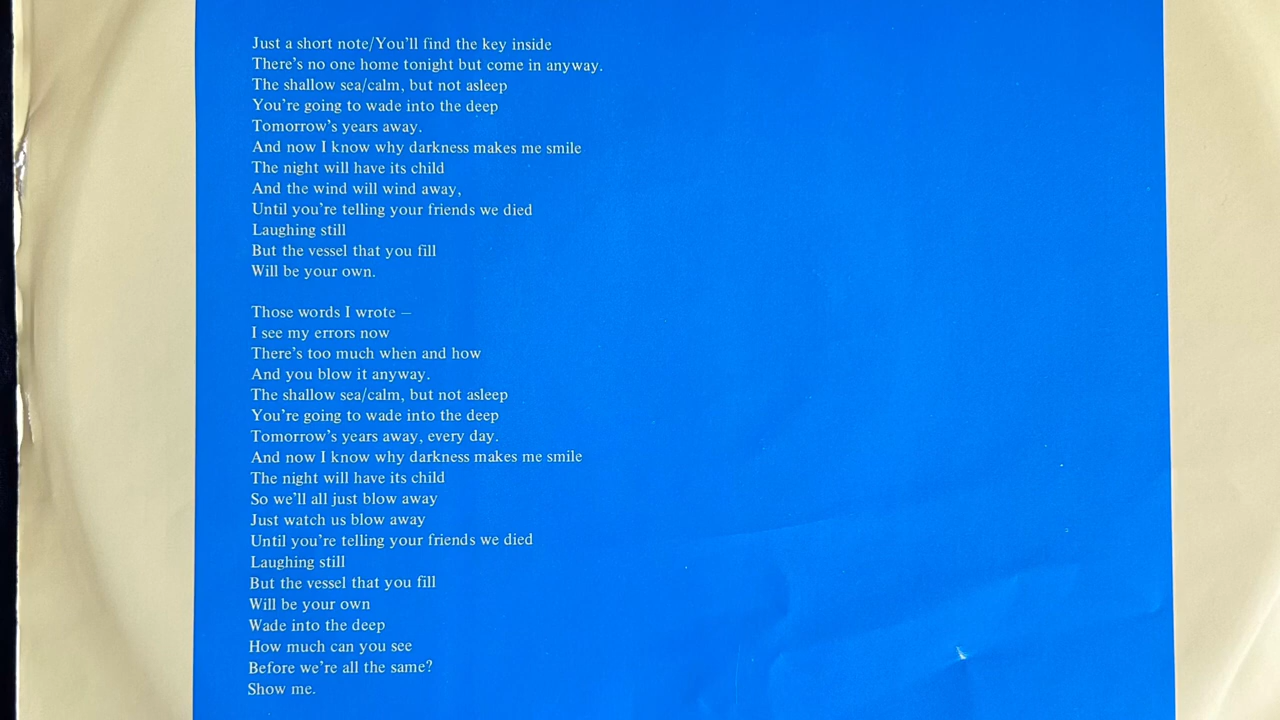 Just a short note/You'll find the key inside
There's no one home tonight but come in anyway.
The shallow sea/calm, but not asleep
You're going to wade into the deep
Tomorrow's years away.
And now I know why darkness makes me smile
The night will have its child
And the wind will wind away,
Until you're telling your friends we died
Laughing still
But the vessel that you fill
Will be your own.
Those words I wrote –
I see my errors now
There's too much when and how
And you blow it anyway.
The shallow sea/calm, but not asleep
You're going to wade into the deep
Tomorrow's years away, every day.
And now I know why darkness makes me smile
The night will have its child
So we'll all just blow away
Just watch us blow away
Until you're telling your friends we died
Laughing still
But the vessel that you fill
Will be your own
Wade into the deep
How much can you see
Before we're all the same?
Show me.